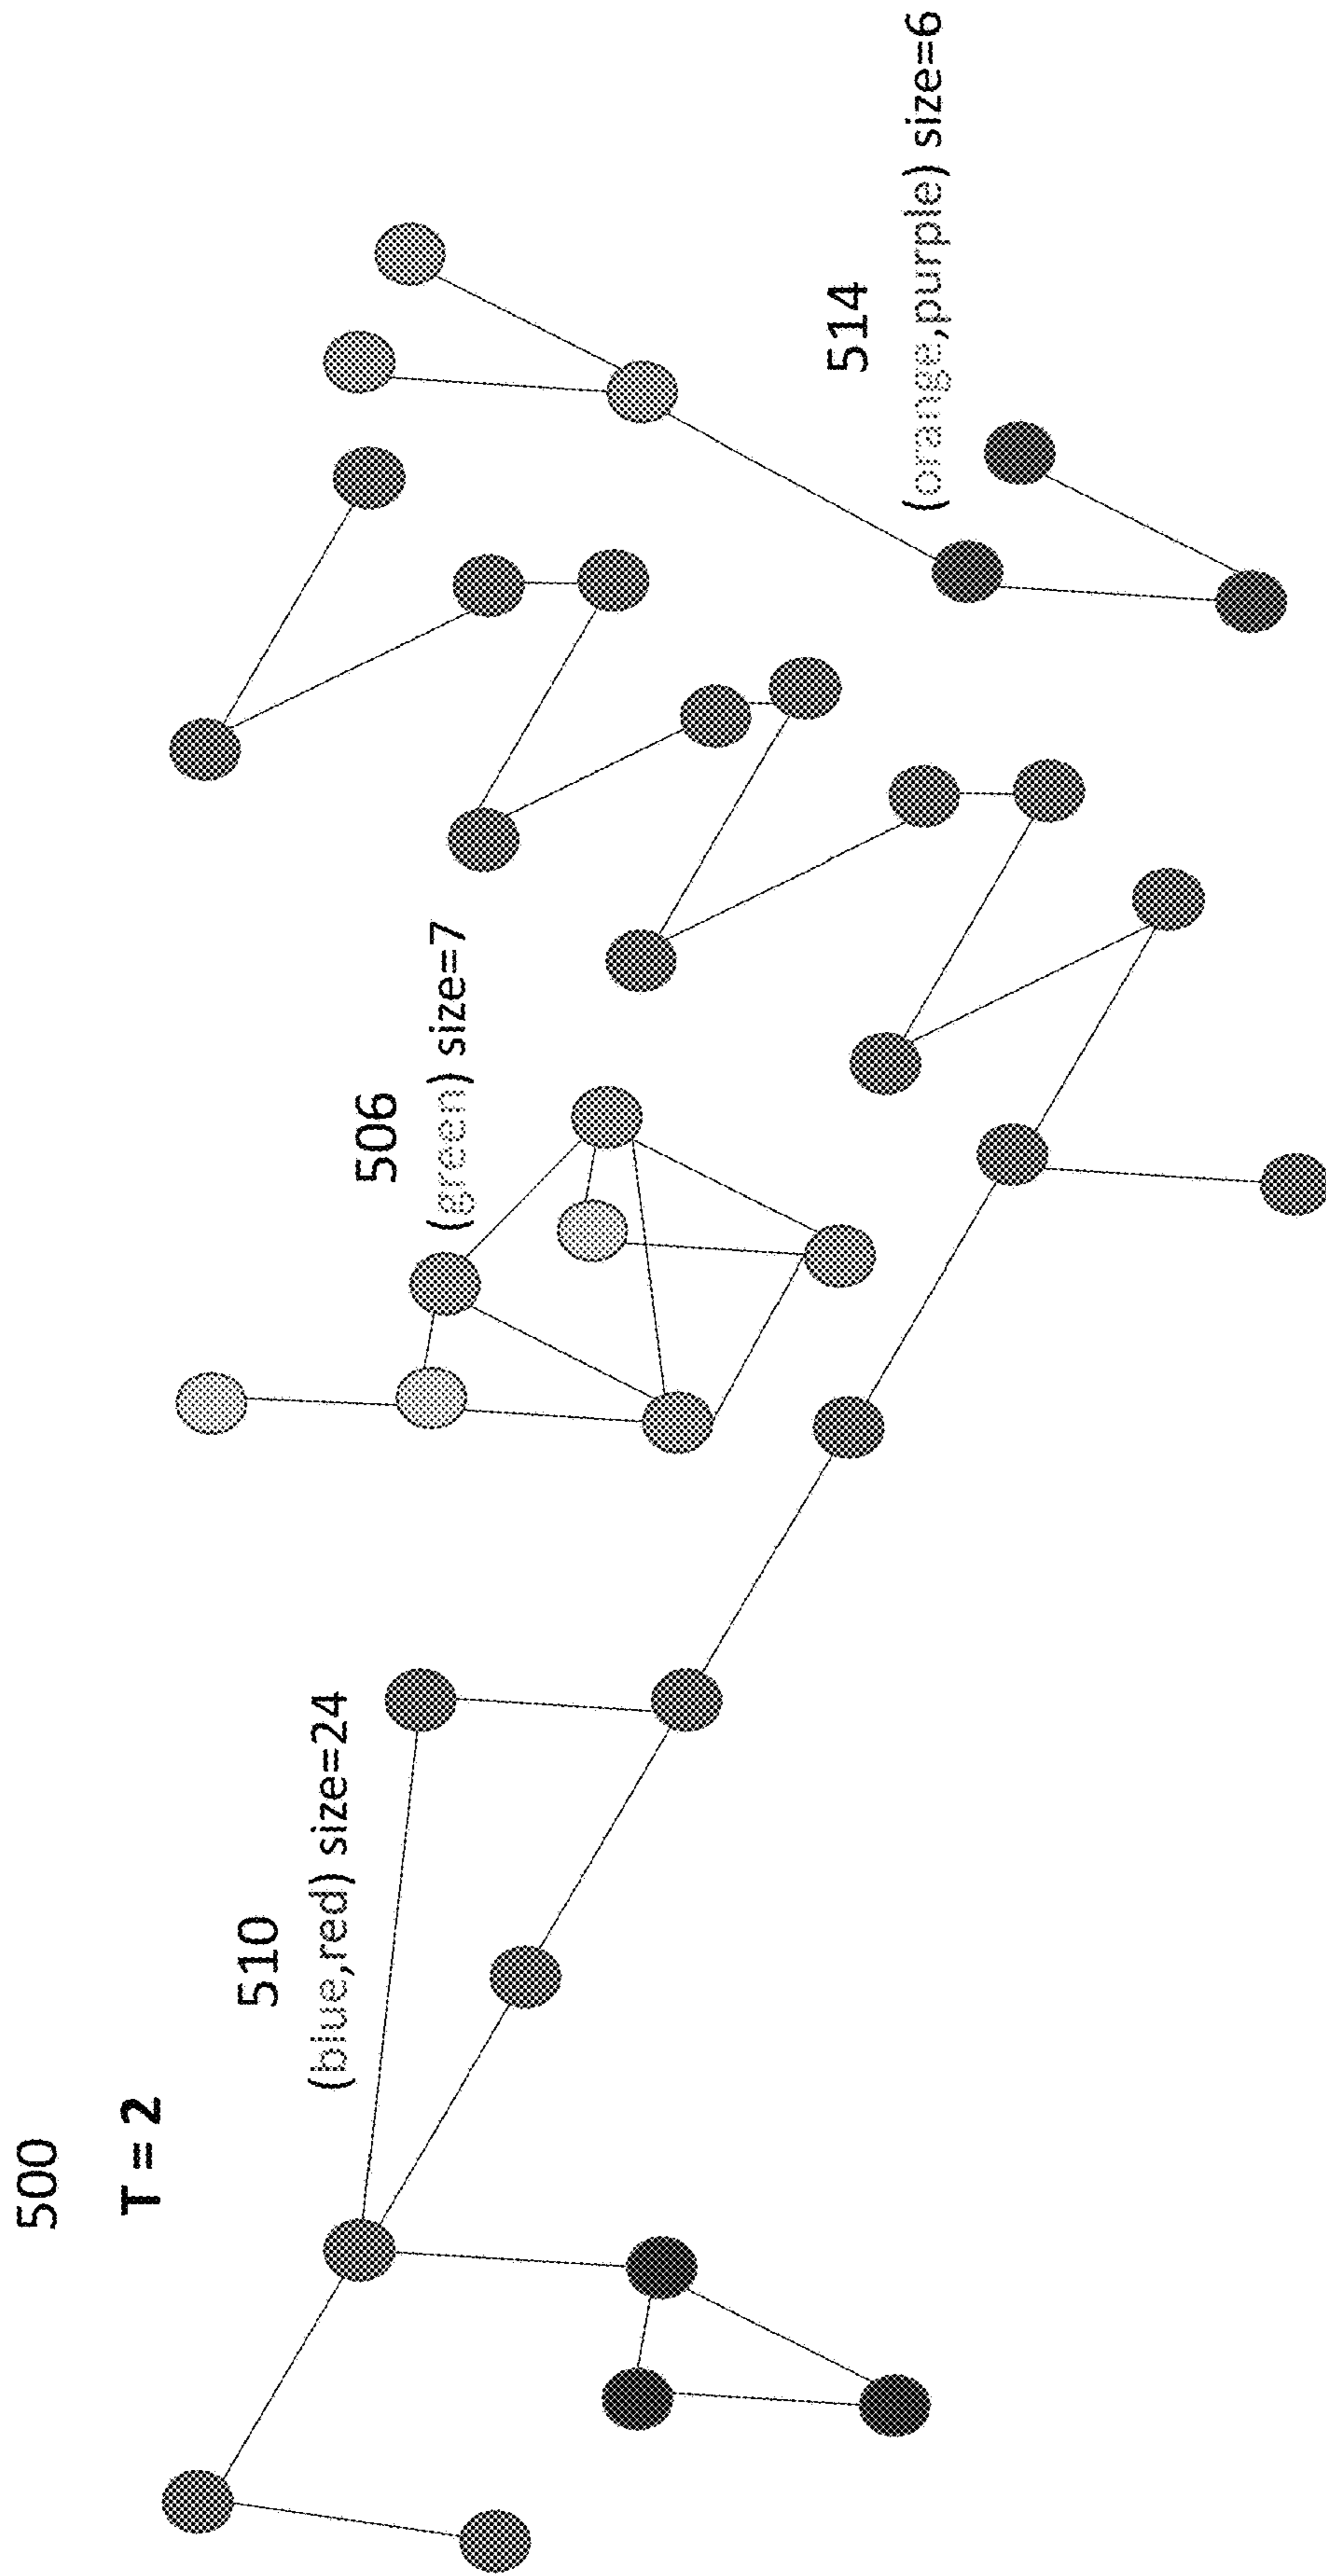 500
T = 2
510
(blue,red) size=24
506
(green) size=7
514
(orange,purple) size=6